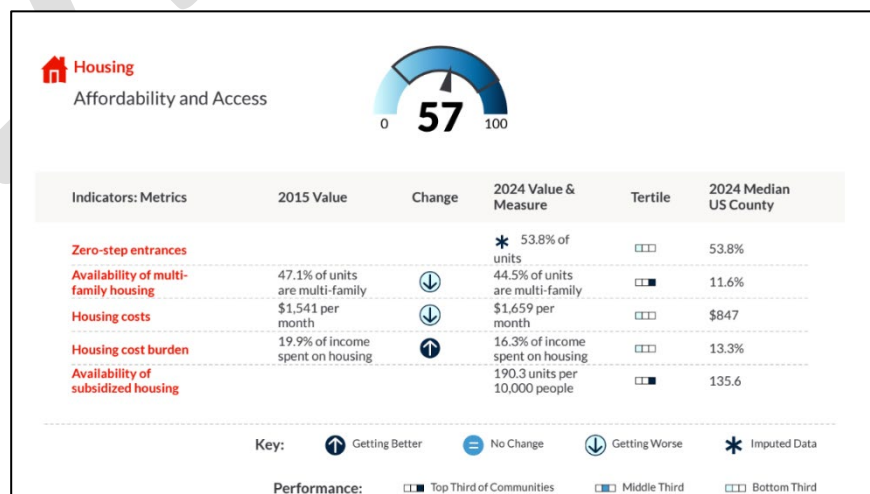 Housing
Affordability and Access
57
0
100
Indicators: Metrics
2015 Value
Change
2024 Value &
Measure
Tertile
2024 Median
US County
Zero-step entrances
53.8% of
units
53.8%
Availability of multi-
family housing
47.1% of units
are multi-family
44.5% of units
are multi-family
11.6%
Housing costs
$1,541 per
month
$1,659 per
month
$847
Housing cost burden
19.9% of income
spent on housing
16.3% of income
spent on housing
13.3%
Availability of
subsidized housing
190.3 units per
10,000 people
135.6
Key:
Getting Better
No Change
Getting Worse
Imputed Data
Performance:
Top Third of Communities
Middle Third
Bottom Third